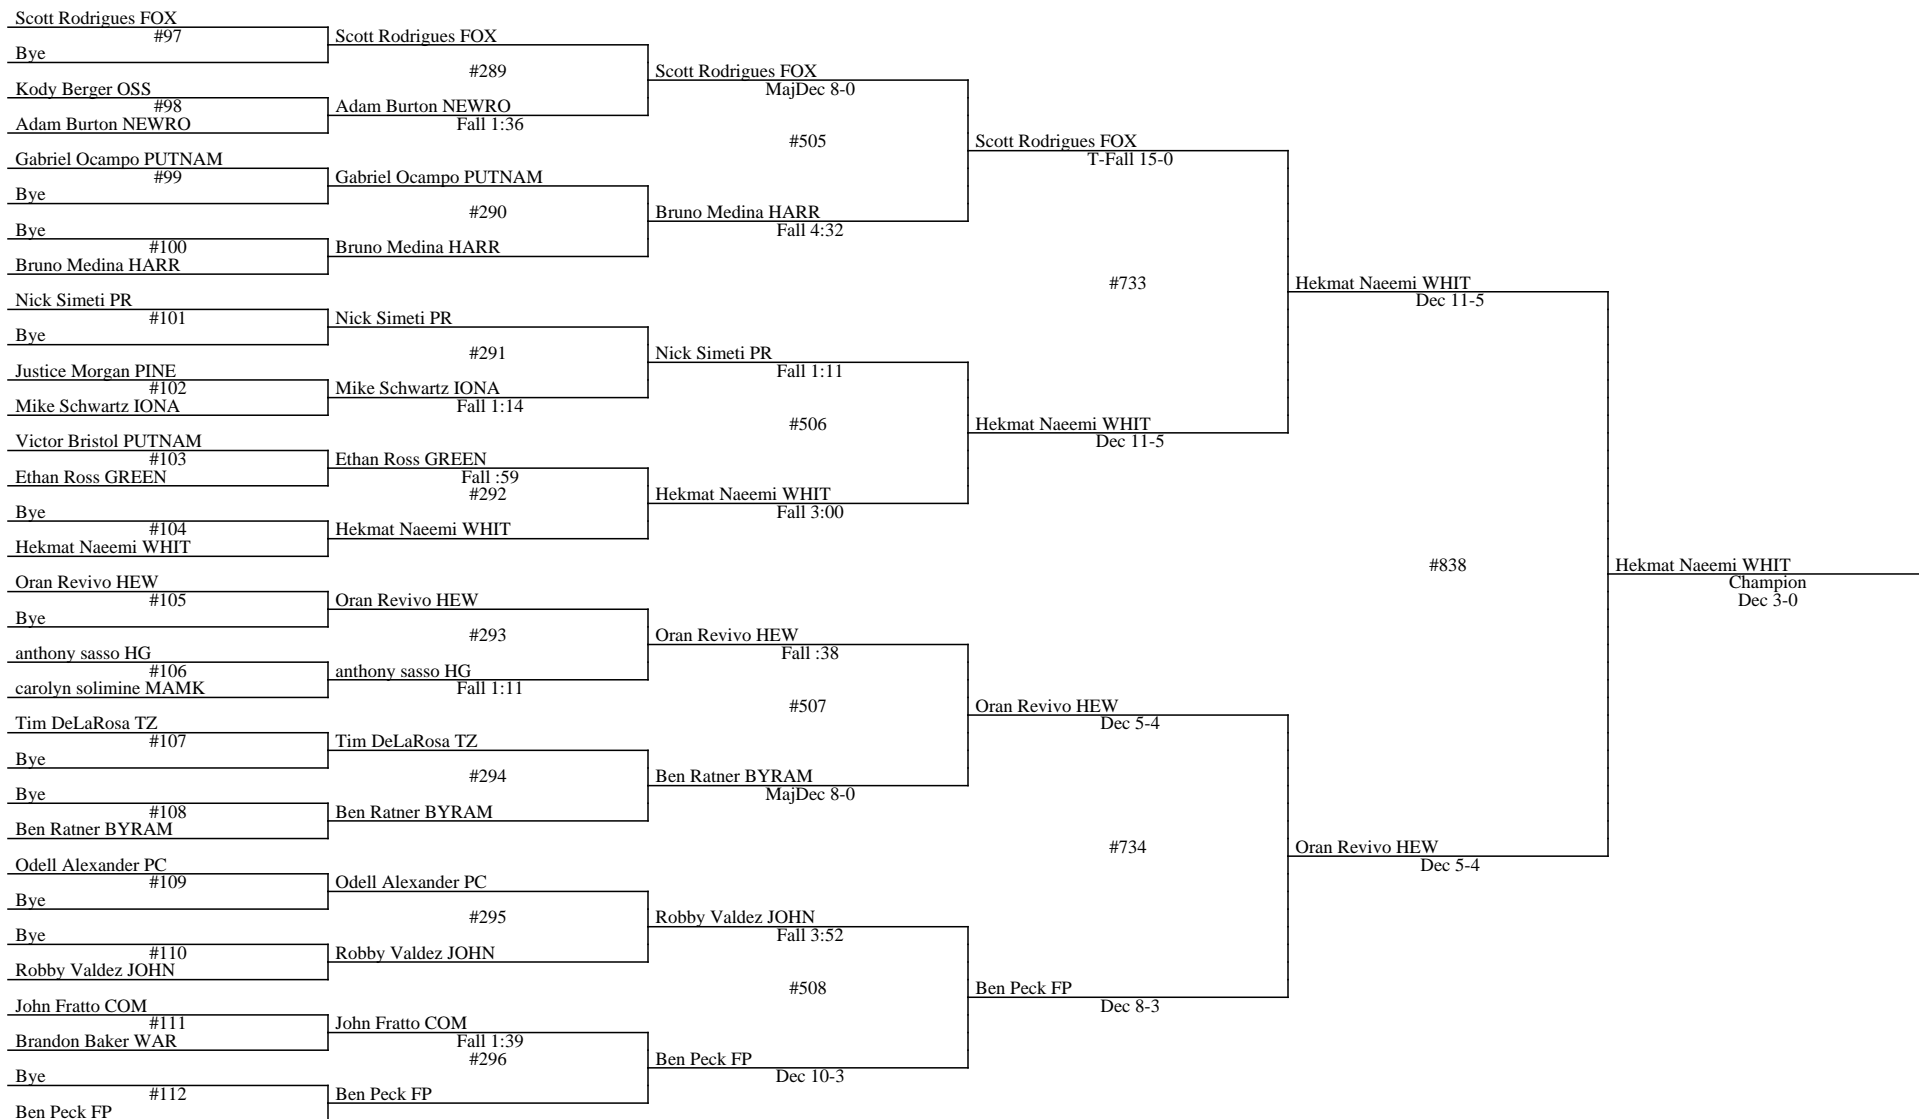 Scott Rodrigues FOX
#97
Bye
Kody Berger OSS
#98
Adam Burton NEWRO
Gabriel Ocampo PUTNAM
#99
Bye
Bye
#100
Bruno Medina HARR
Nick Simeti PR
#101
Bye
Justice Morgan PINE
#102
Mike Schwartz IONA
Victor Bristol PUTNAM
#103
Ethan Ross GREEN
Bye
#104
Hekmat Naeemi WHIT
Oran Revivo HEW
#105
Bye
anthony sasso HG
#106
carolyn solimine MAMK
Tim DeLaRosa TZ
#107
Bye
Bye
#108
Ben Ratner BYRAM
Odell Alexander PC
#109
Bye
Bye
#110
Robby Valdez JOHN
John Fratto COM
#111
Brandon Baker WAR
Bye
#112
Ben Peck FP
Scott Rodrigues FOX
#289
Adam Burton NEWRO
Fall 1:36
Gabriel Ocampo PUTNAM
#290
Bruno Medina HARR
Nick Simeti PR
#291
Mike Schwartz IONA
Fall 1:14
Ethan Ross GREEN
Fall :59
#292
Hekmat Naeemi WHIT
Oran Revivo HEW
#293
anthony sasso HG
Fall 1:11
Tim DeLaRosa TZ
#294
Ben Ratner BYRAM
Odell Alexander PC
#295
Robby Valdez JOHN
John Fratto COM
Fall 1:39
#296
Ben Peck FP
Scott Rodrigues FOX
MajDec 8-0
#505
Bruno Medina HARR
Fall 4:32
Nick Simeti PR
Fall 1:11
#506
Hekmat Naeemi WHIT
Fall 3:00
Oran Revivo HEW
Fall :38
#507
Ben Ratner BYRAM
MajDec 8-0
Robby Valdez JOHN
Fall 3:52
#508
Ben Peck FP
Dec 10-3
Scott Rodrigues FOX
T-Fall 15-0
#733
Hekmat Naeemi WHIT
Dec 11-5
Oran Revivo HEW
Dec 5-4
#734
Ben Peck FP
Dec 8-3
Hekmat Naeemi WHIT
Dec 11-5
#838
Oran Revivo HEW
Dec 5-4
Hekmat Naeemi WHIT
Champion
Dec 3-0